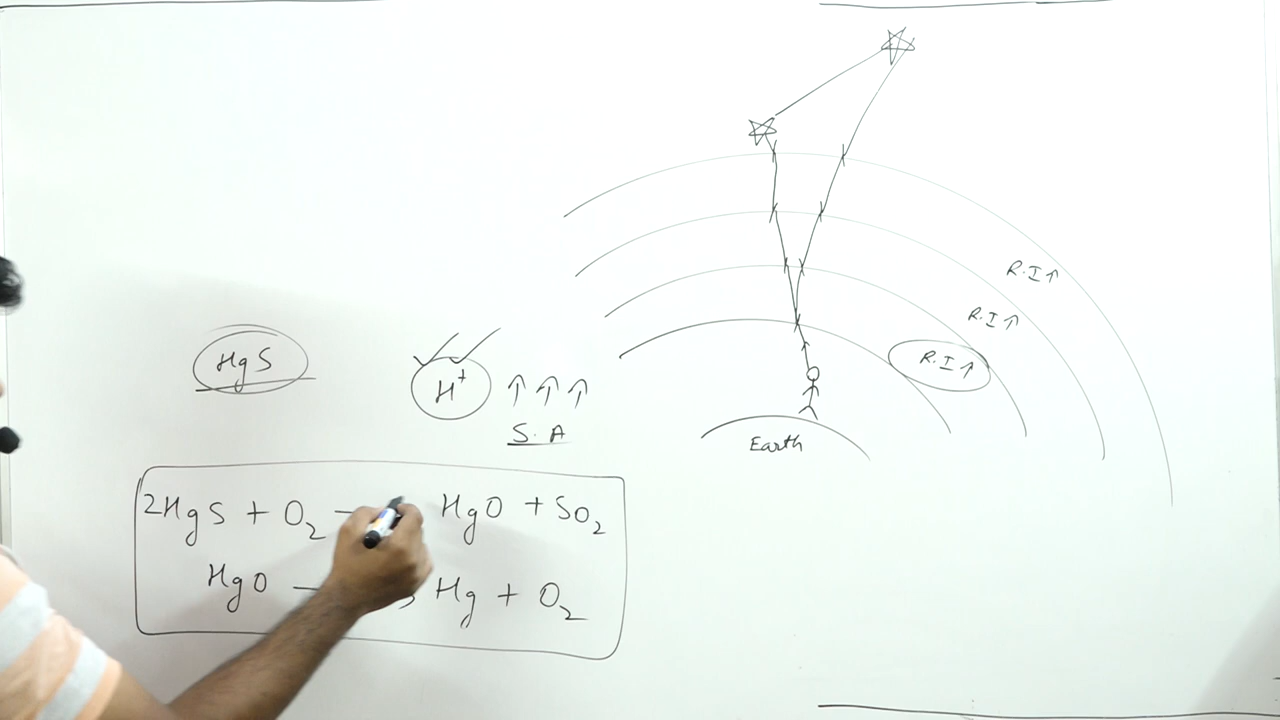 HgS
H⁺ ↑ ↑ ↑
S.A
2HgS + O₂ → HgO + SO₂
HgO → Hg + O₂
R.I↑
R.I↑
R.I↑
Earth